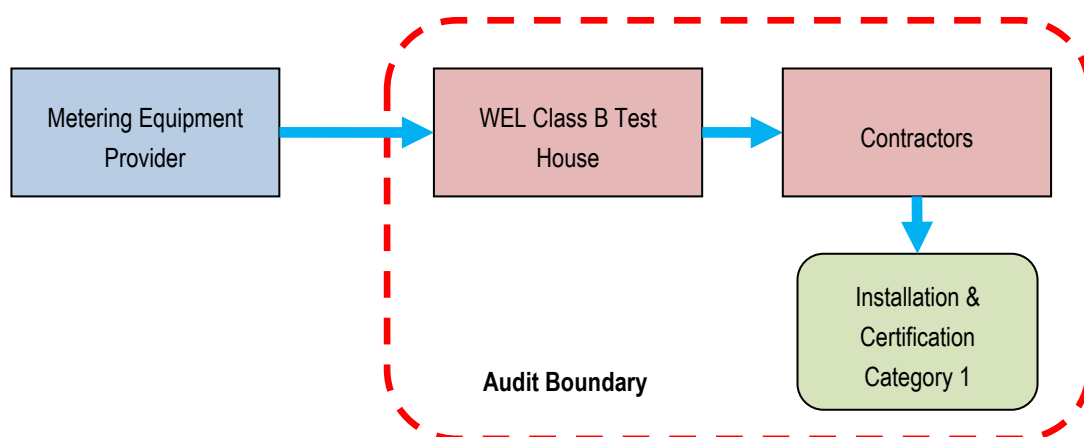 Metering Equipment
Provider
WEL Class B Test
House
Contractors
Installation &
Certification
Category 1
Audit Boundary